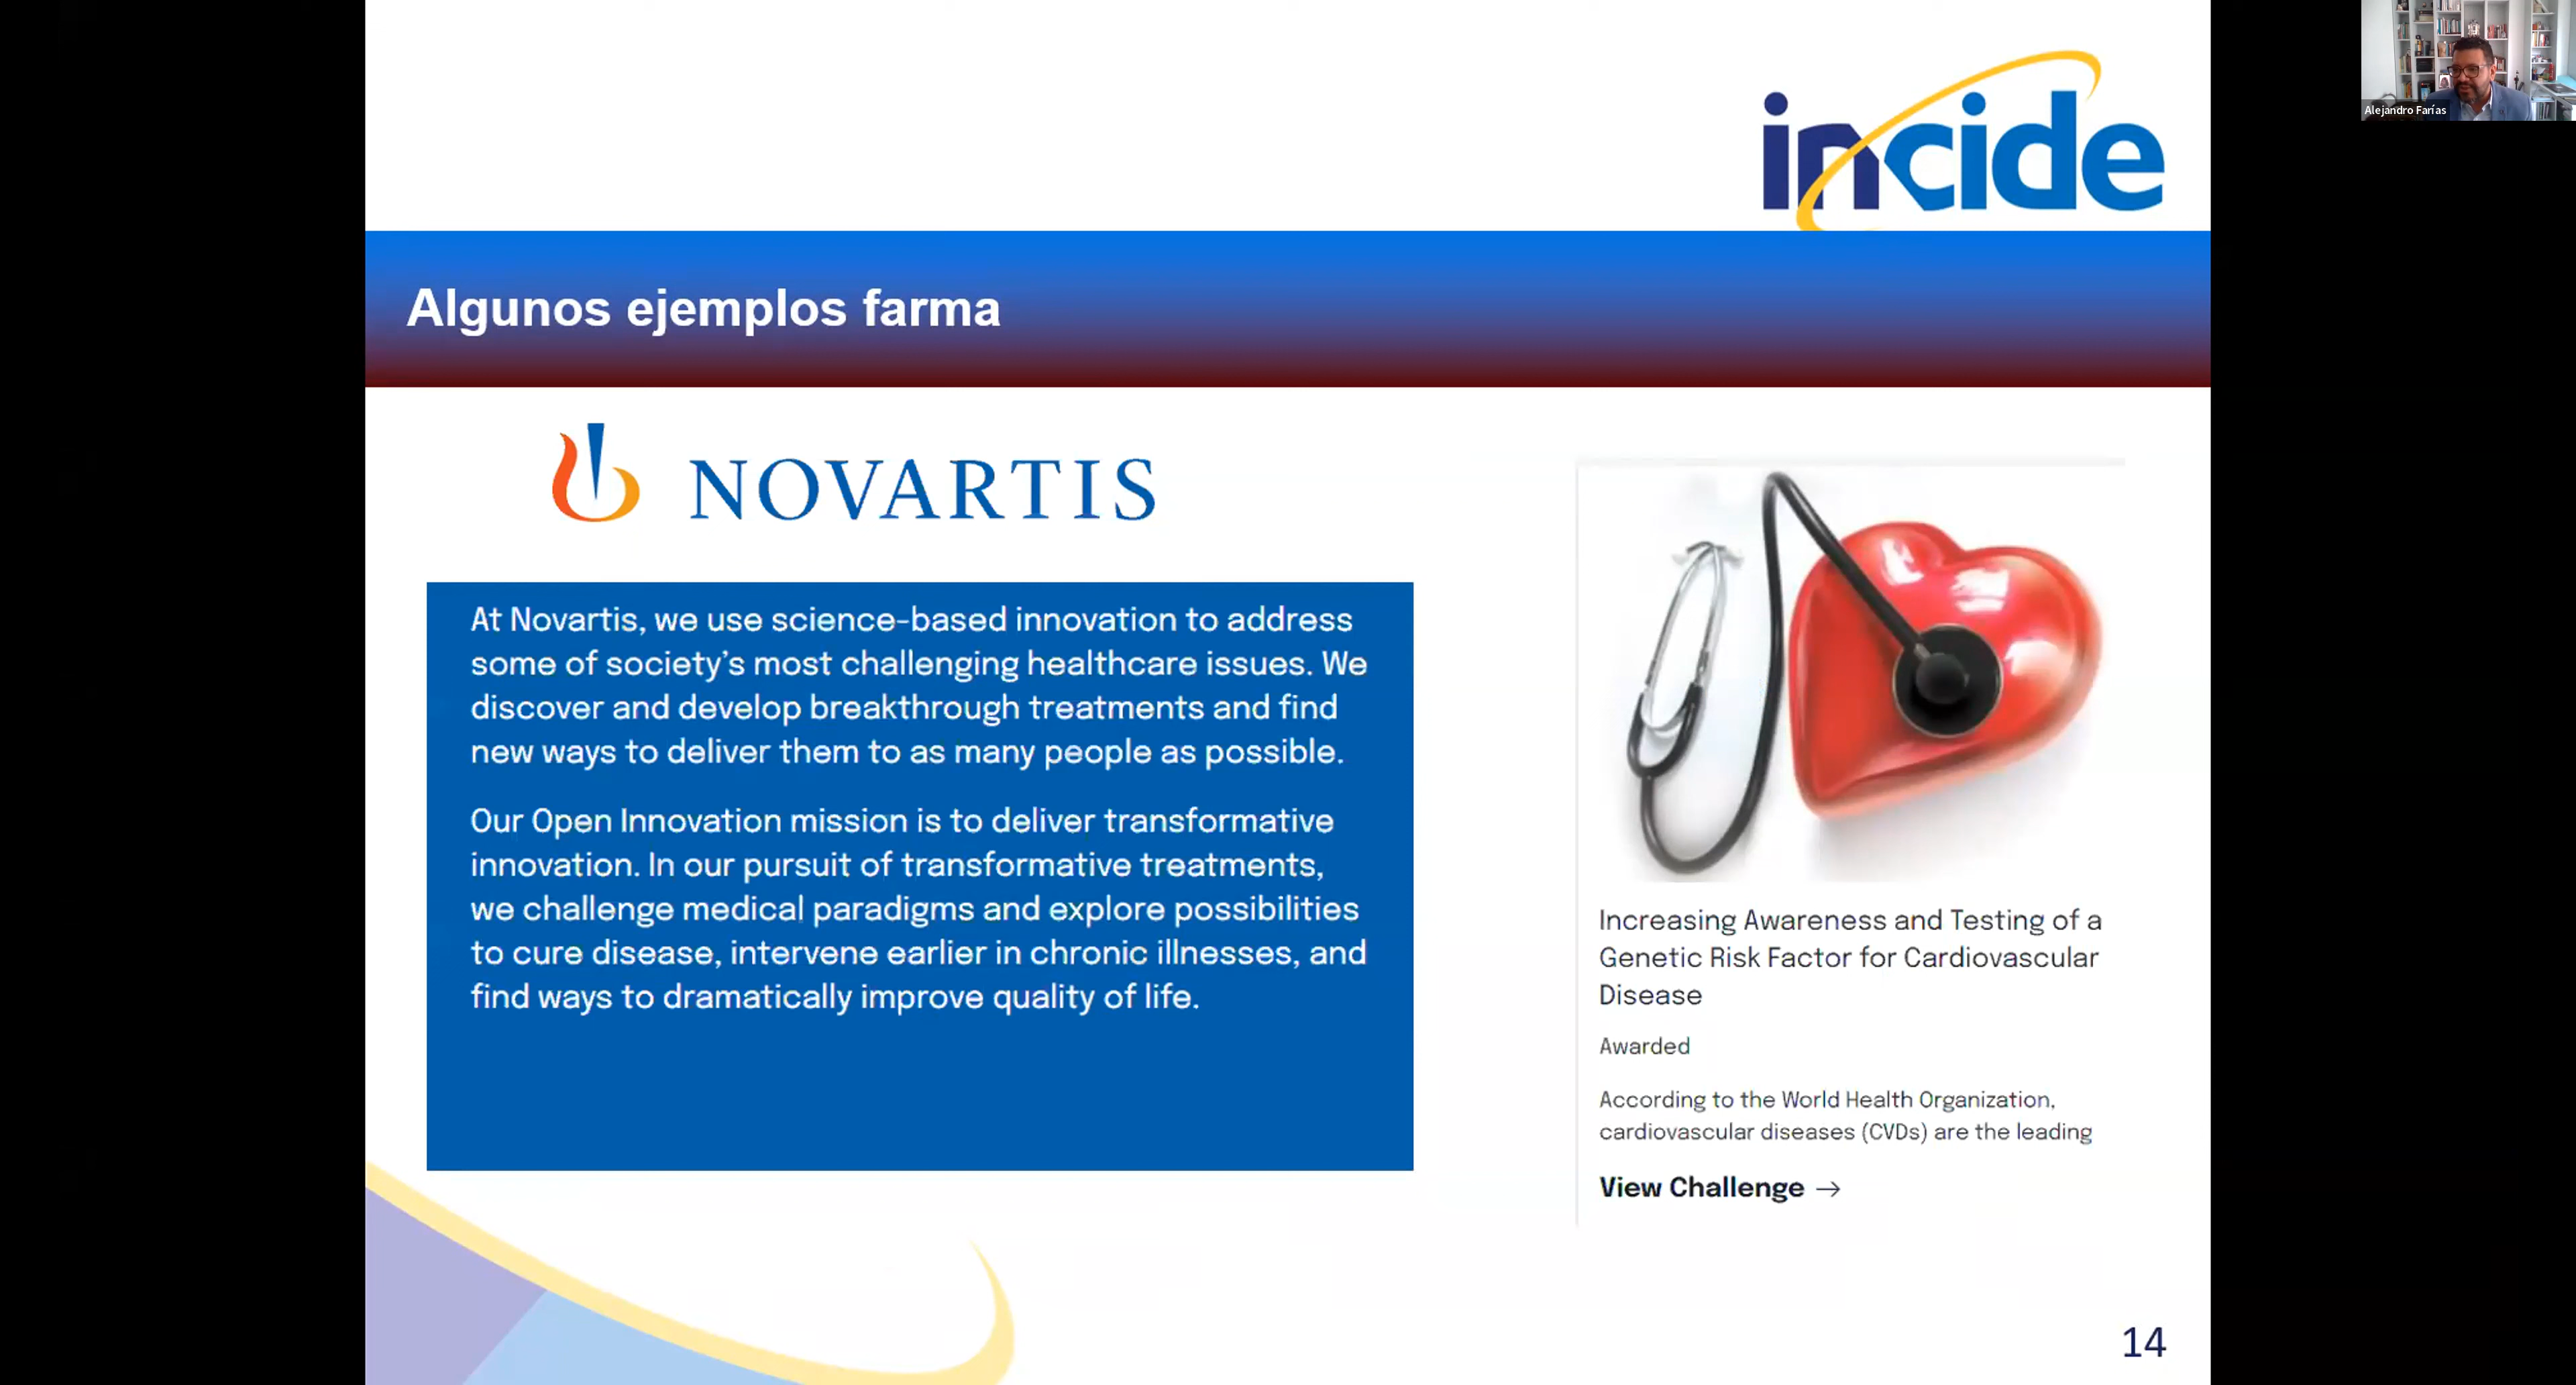 incide
Alejandro Farías
Algunos ejemplos farma
NOVARTIS
At Novartis, we use science-based innovation to address
some of society's most challenging healthcare issues. We
discover and develop breakthrough treatments and find
new ways to deliver them to as many people as possible.
Our Open Innovation mission is to deliver transformative
innovation. In our pursuit of transformative treatments,
we challenge medical paradigms and explore possibilities
to cure disease, intervene earlier in chronic illnesses, and
find ways to dramatically improve quality of life.
Increasing Awareness and Testing of a
Genetic Risk Factor for Cardiovascular
Disease
Awarded
According to the World Health Organization,
cardiovascular diseases (CVDs) are the leading
View Challenge →
14